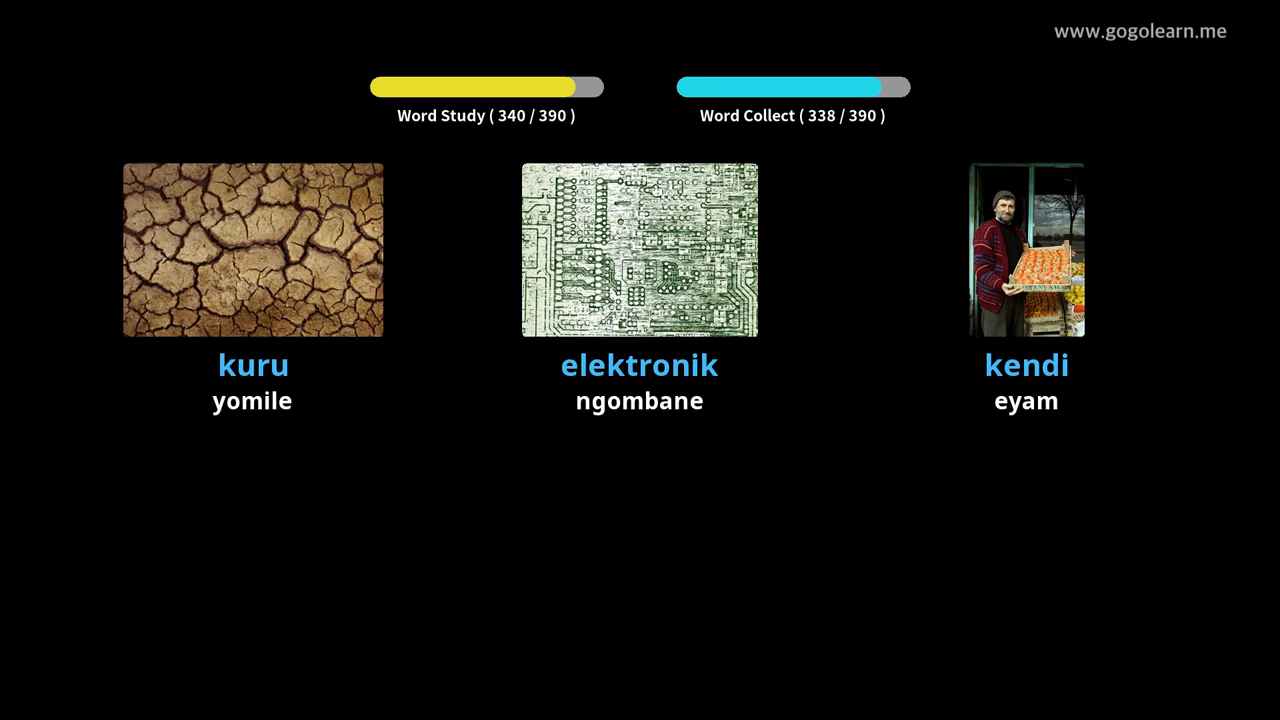 www.gogolearn.me
Word Study ( 340 / 390 )
Word Collect ( 338 / 390 )
kuru
yomile
elektronik
ngombane
kendi
eyam